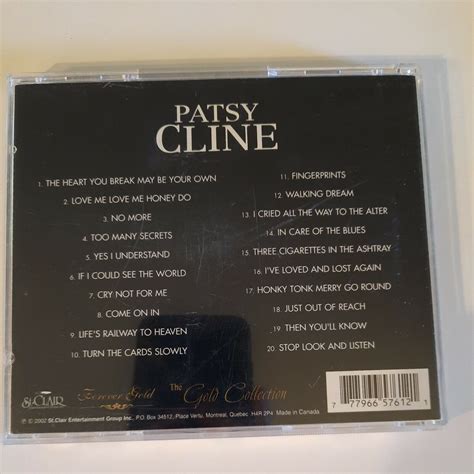 PATSY
CLINE
1. THE HEART YOU BREAK MAY BE YOUR OWN
2. LOVE ME LOVE ME HONEY DO
3. NO MORE
4. TOO MANY SECRETS
5. YES I UNDERSTAND
6. IF I COULD SEE THE WORLD
7. CRY NOT FOR ME
8. COME ON IN
9. LIFE'S RAILWAY TO HEAVEN
10. TURN THE CARDS SLOWLY
11. FINGERPRINTS
12. WALKING DREAM
13. I CRIED ALL THE WAY TO THE ALTER
14. IN CARE OF THE BLUES
15. THREE CIGARETTES IN THE ASHTRAY
16. I'VE LOVED AND LOST AGAIN
17. HONKY TONK MERRY GO ROUND
18. JUST OUT OF REACH
19. THEN YOU'LL KNOW
20. STOP LOOK AND LISTEN
ST.CLAIR
Forever Gold
The Gold Collection
7 77966 57612 1
℗ © 2002 St.Clair Entertainment Group Inc. P.O. Box 34512, Place Vertu, Montreal, Quebec H4R 2P4 Made in Canada